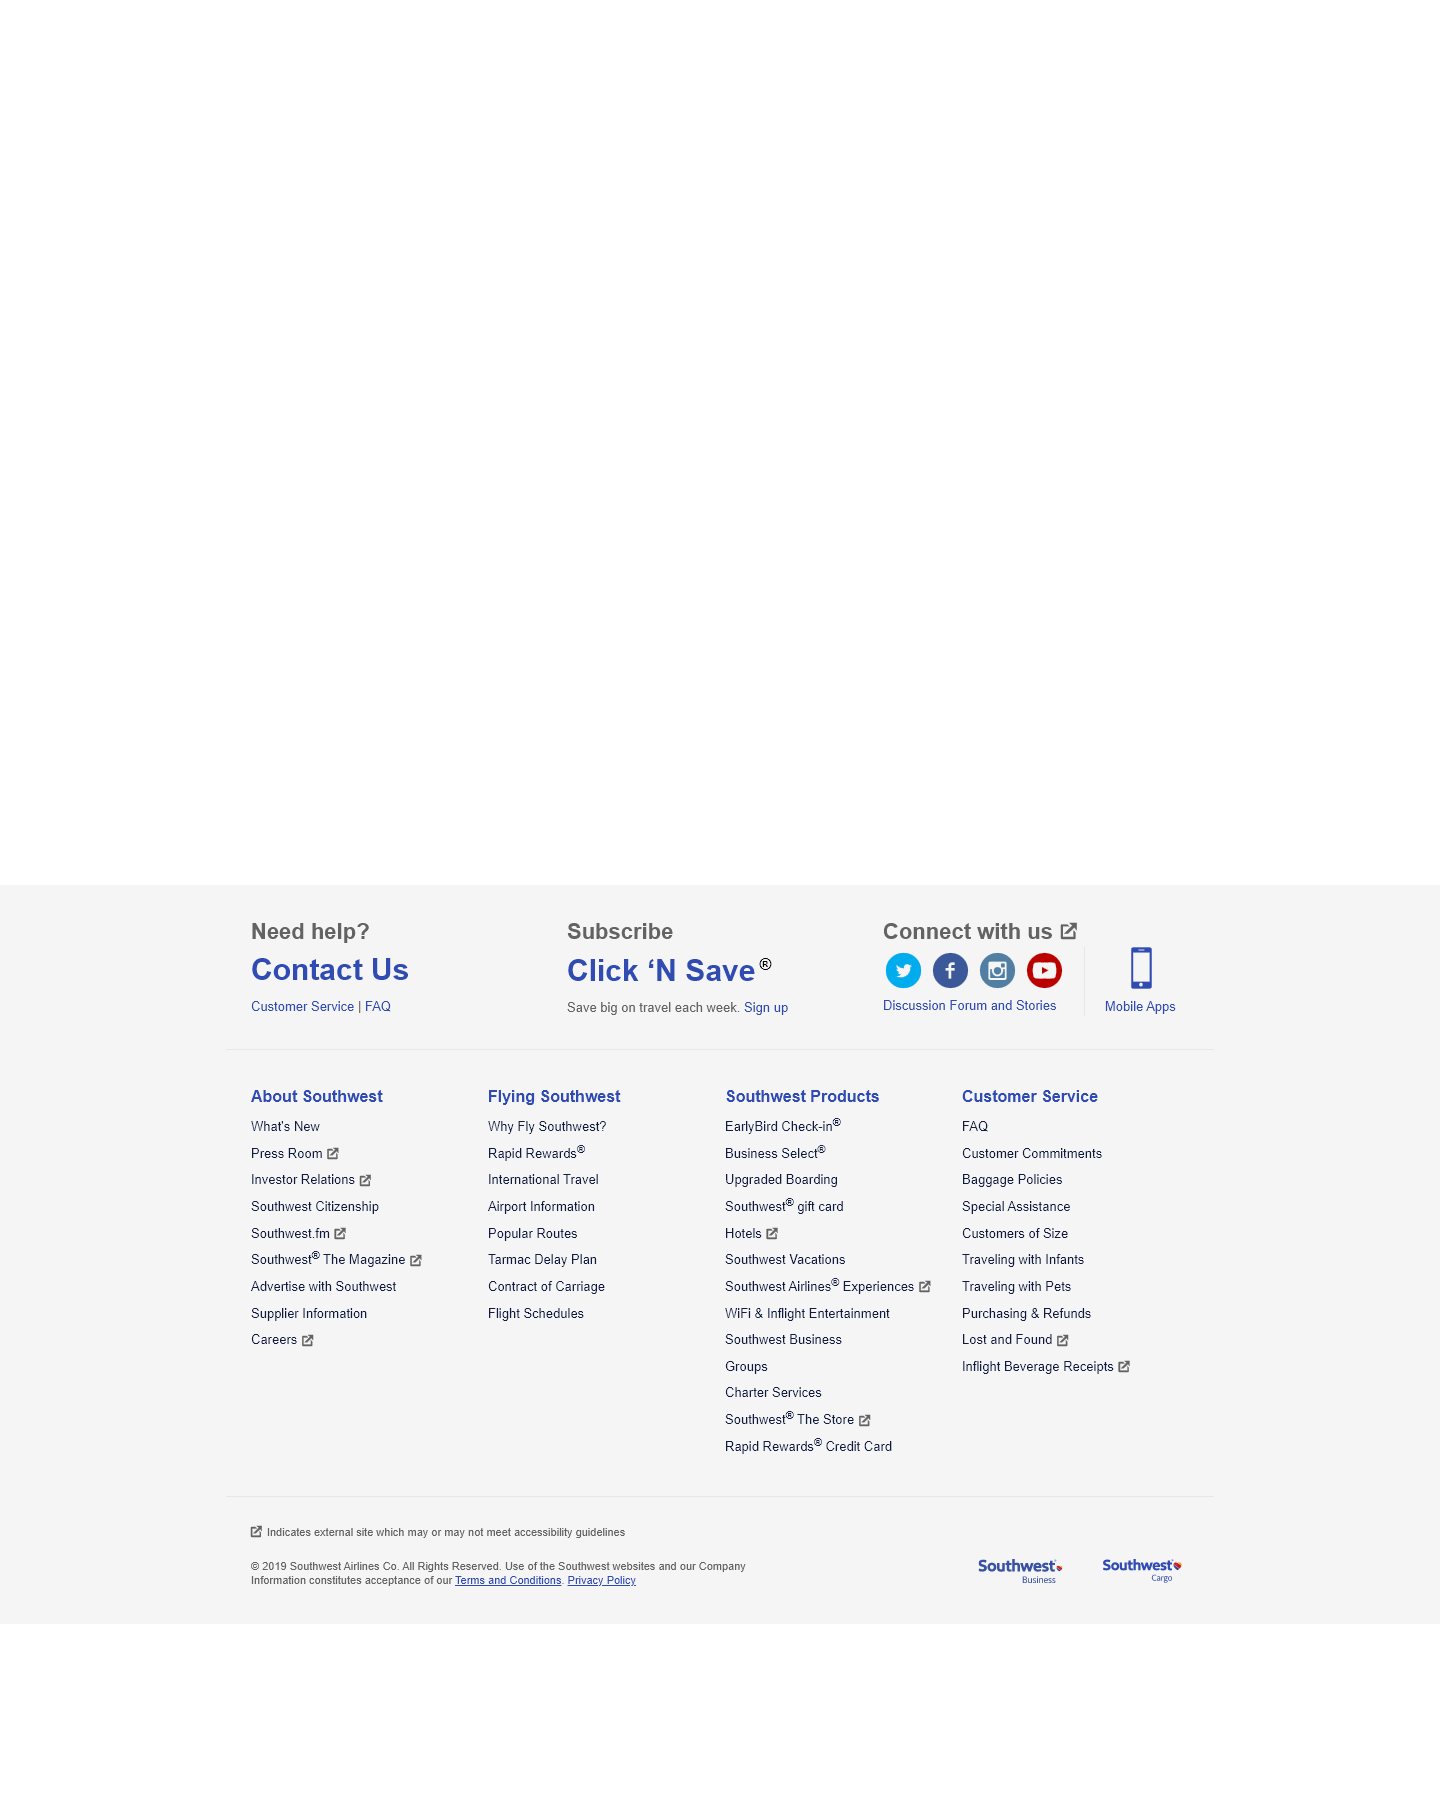 Need help?
Contact Us
Customer Service | FAQ
Subscribe
Click ‘N Save ®
Save big on travel each week. Sign up
Connect with us
Discussion Forum and Stories
Mobile Apps
About Southwest
What's New
Press Room
Investor Relations
Southwest Citizenship
Southwest.fm
Southwest® The Magazine
Advertise with Southwest
Supplier Information
Careers
Flying Southwest
Why Fly Southwest?
Rapid Rewards®
International Travel
Airport Information
Popular Routes
Tarmac Delay Plan
Contract of Carriage
Flight Schedules
Southwest Products
EarlyBird Check-in®
Business Select®
Upgraded Boarding
Southwest® gift card
Hotels
Southwest Vacations
Southwest Airlines® Experiences
WiFi & Inflight Entertainment
Southwest Business
Groups
Charter Services
Southwest® The Store
Rapid Rewards® Credit Card
Customer Service
FAQ
Customer Commitments
Baggage Policies
Special Assistance
Customers of Size
Traveling with Infants
Traveling with Pets
Purchasing & Refunds
Lost and Found
Inflight Beverage Receipts
Indicates external site which may or may not meet accessibility guidelines
© 2019 Southwest Airlines Co. All Rights Reserved. Use of the Southwest websites and our Company
Information constitutes acceptance of our Terms and Conditions. Privacy Policy
Southwest
Business
Southwest
Cargo